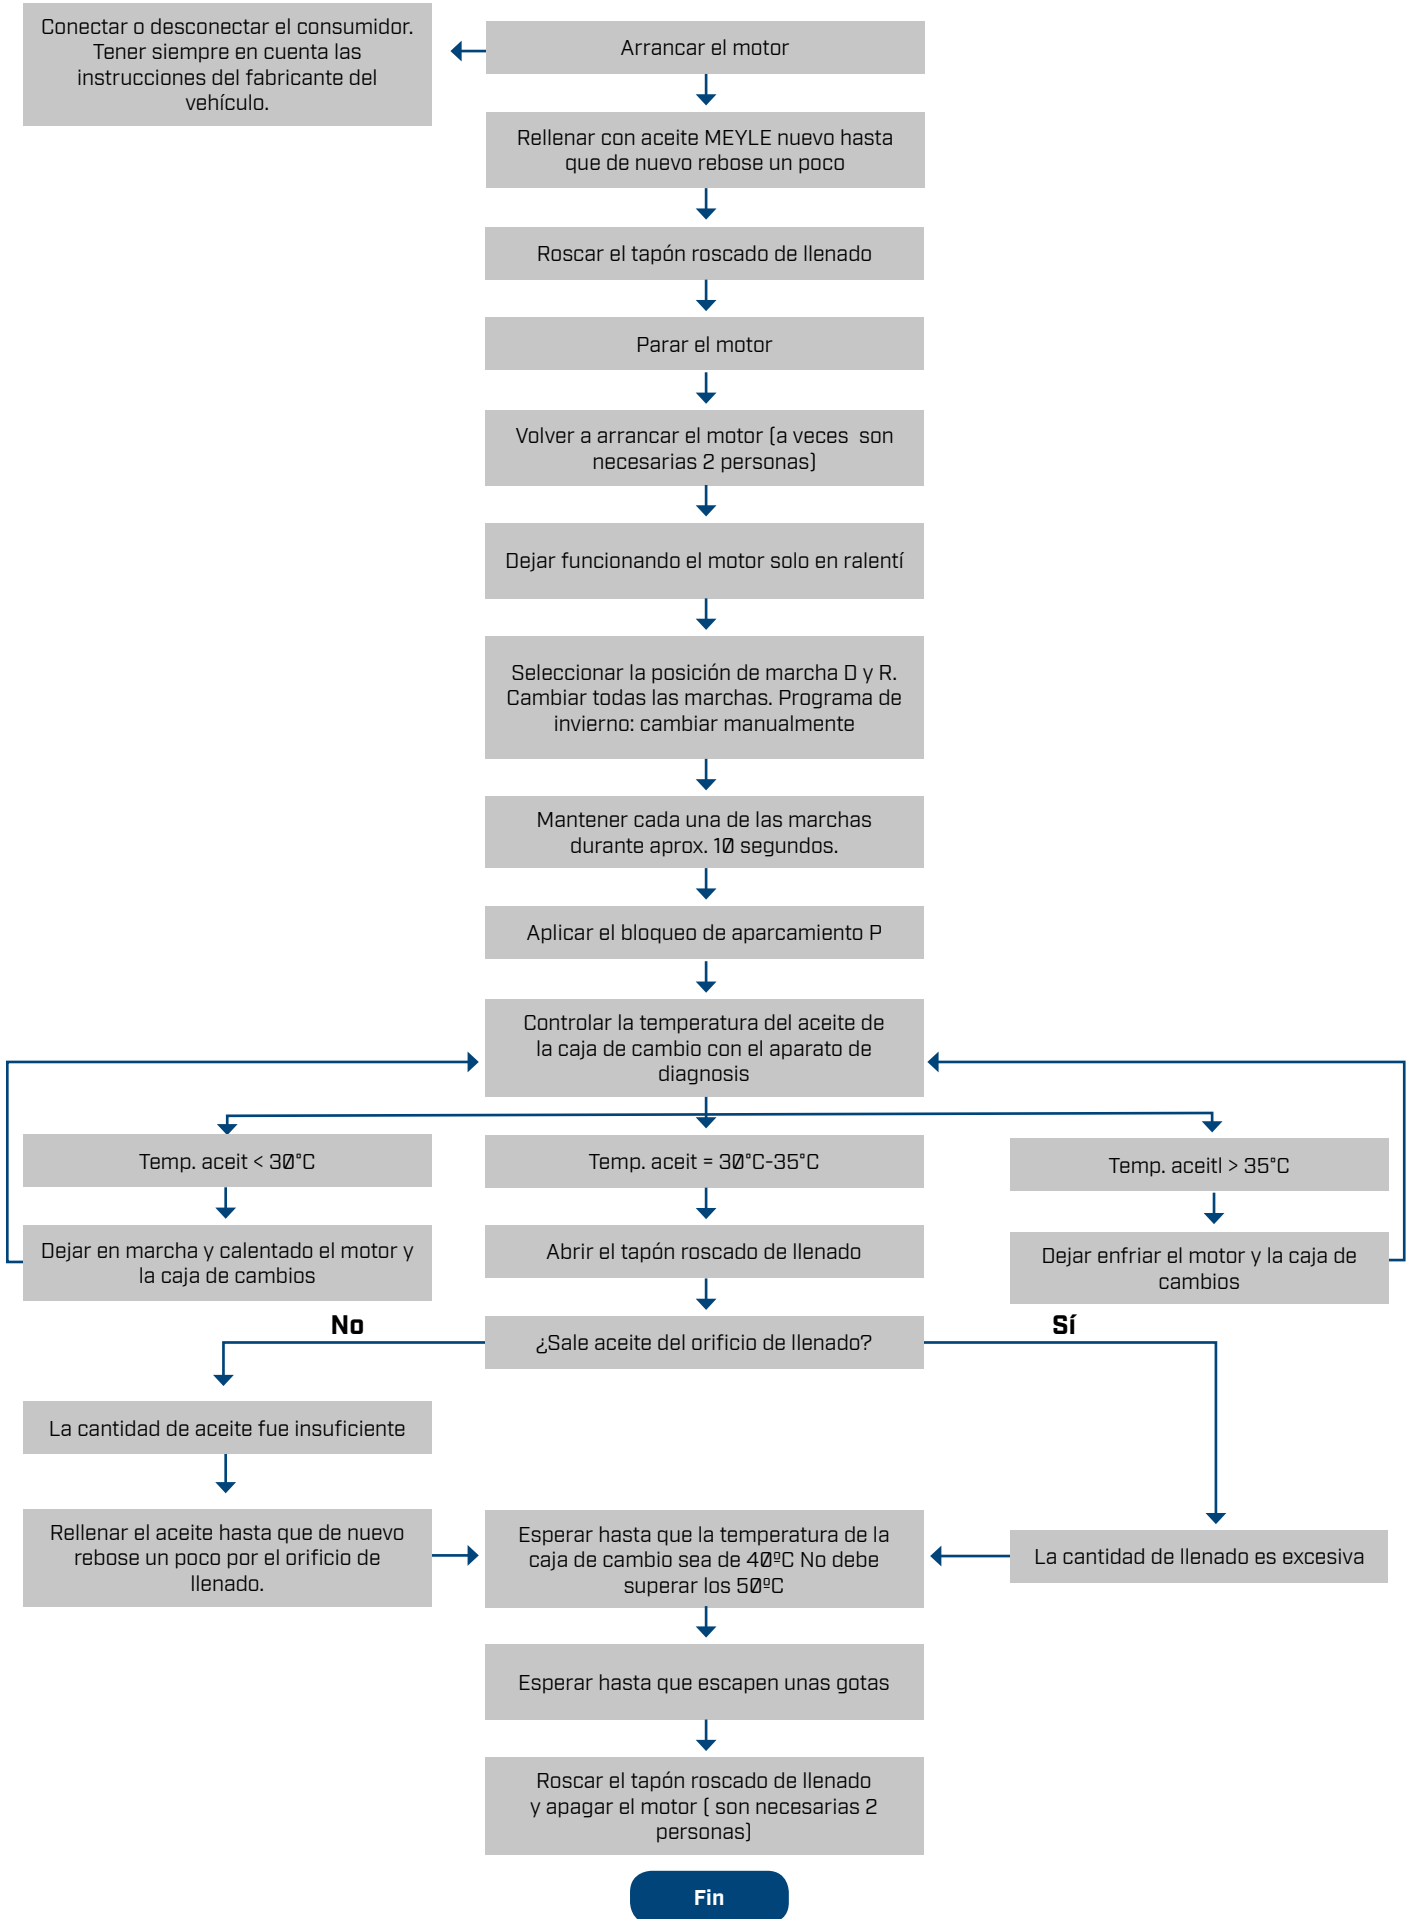 Conectar o desconectar el consumidor.
Tener siempre en cuenta las
instrucciones del fabricante del
vehículo.
Arrancar el motor
Rellenar con aceite MEYLE nuevo hasta
que de nuevo rebose un poco
Roscar el tapón roscado de llenado
Parar el motor
Volver a arrancar el motor (a veces son
necesarias 2 personas)
Dejar funcionando el motor solo en ralentí
Seleccionar la posición de marcha D y R.
Cambiar todas las marchas. Programa de
invierno: cambiar manualmente
Mantener cada una de las marchas
durante aprox. 10 segundos.
Aplicar el bloqueo de aparcamiento P
Controlar la temperatura del aceite de
la caja de cambio con el aparato de
diagnosis
Temp. aceit < 30°C
Temp. aceit = 30°C-35°C
Temp. aceitl > 35°C
Dejar en marcha y calentado el motor y
la caja de cambios
Abrir el tapón roscado de llenado
Dejar enfriar el motor y la caja de
cambios
No
¿Sale aceite del orificio de llenado?
Sí
La cantidad de aceite fue insuficiente
Rellenar el aceite hasta que de nuevo
rebose un poco por el orificio de
llenado.
Esperar hasta que la temperatura de la
caja de cambio sea de 40ºC No debe
superar los 50ºC
La cantidad de llenado es excesiva
Esperar hasta que escapen unas gotas
Roscar el tapón roscado de llenado
y apagar el motor ( son necesarias 2
personas)
Fin